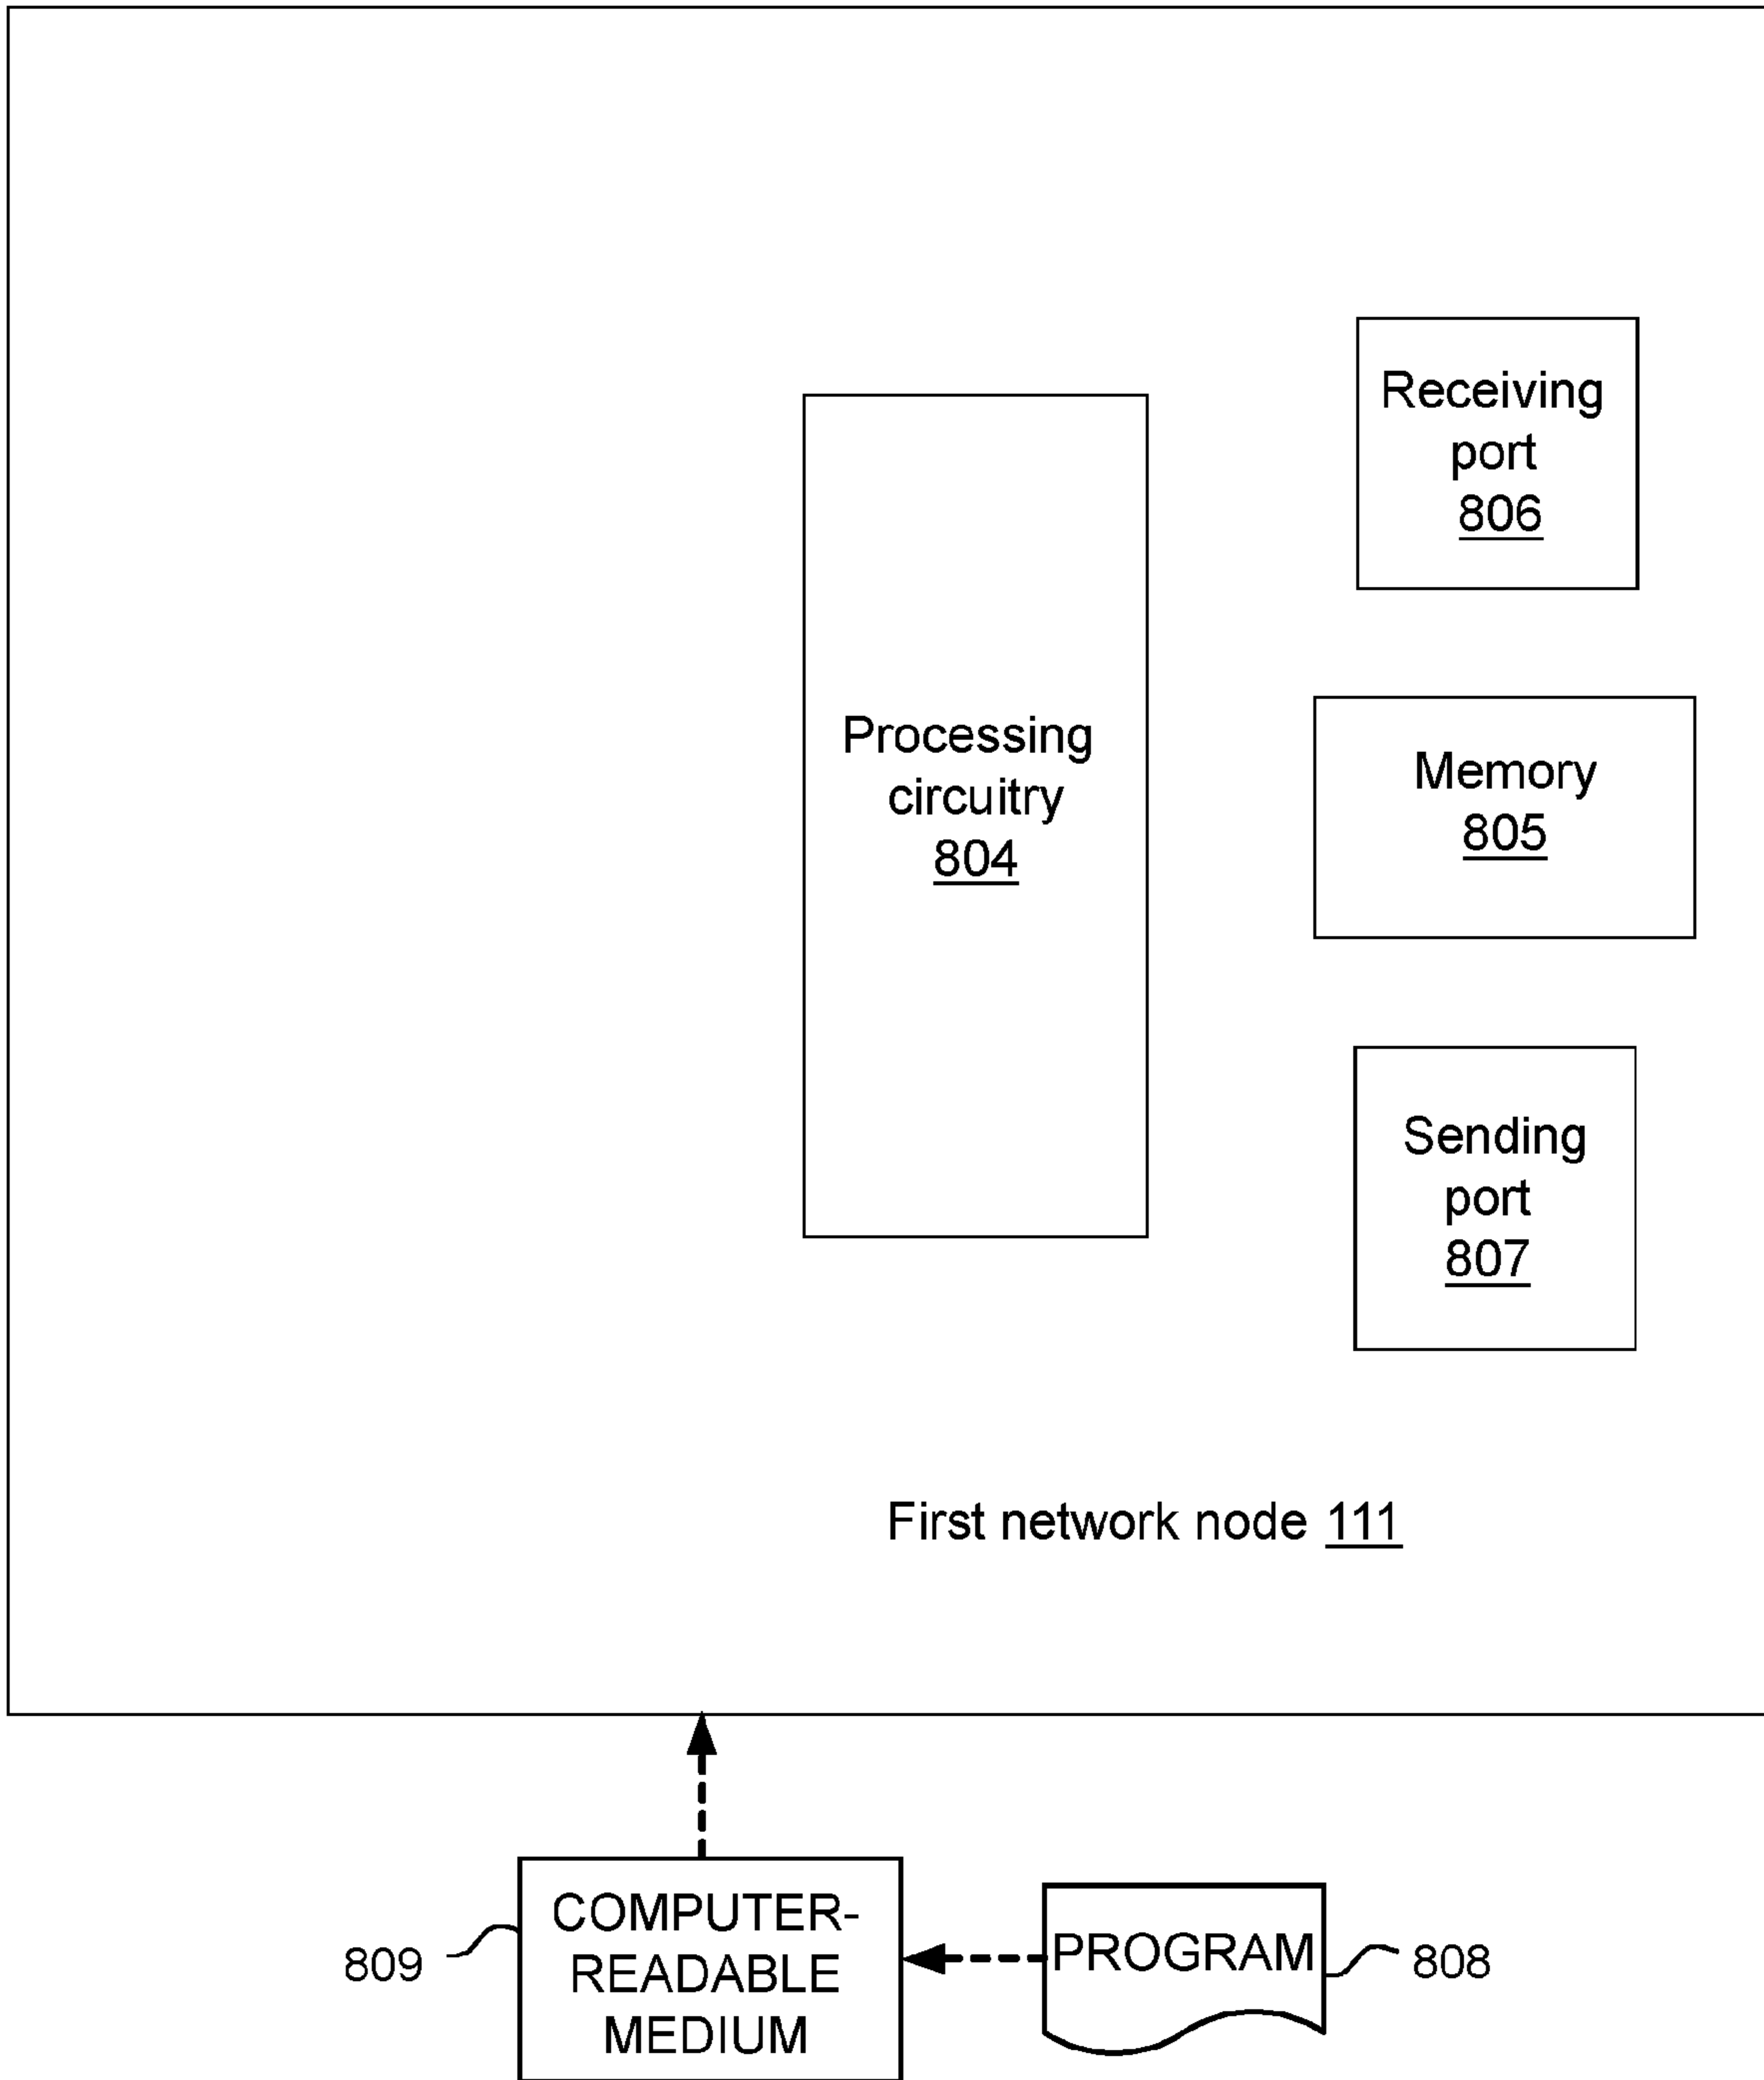 Receiving
port
806
Processing
circuitry
804
Memory
805
Sending
port
807
First network node 111
COMPUTER-
READABLE
MEDIUM
809
PROGRAM
808